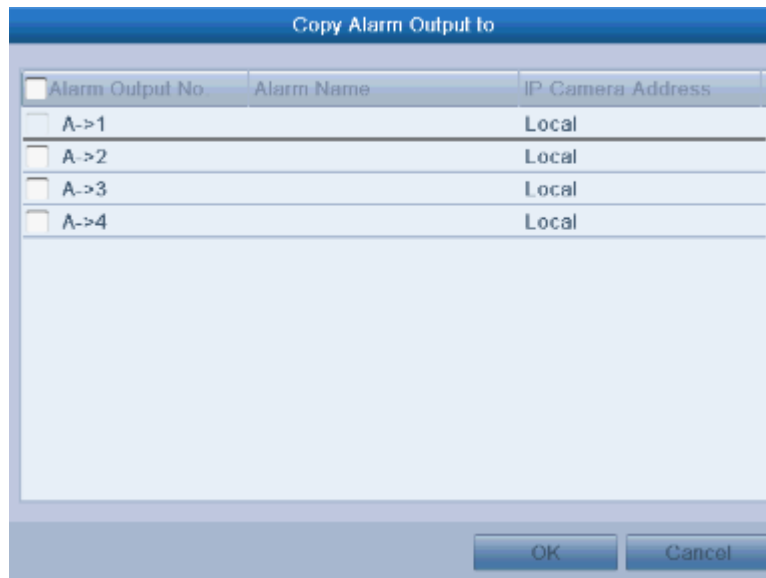 Copy Alarm Output to
Alarm Output No. Alarm Name IP Camera Address
A->1 Local
A->2 Local
A->3 Local
A->4 Local
OK Cancel